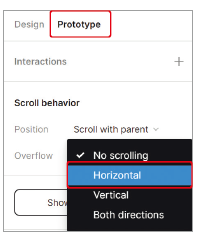 Design Prototype
Interactions +
Scroll behavior
Position Scroll with parent
Overflow ✓ No scrolling
Horizontal
Vertical
Both directions
Show